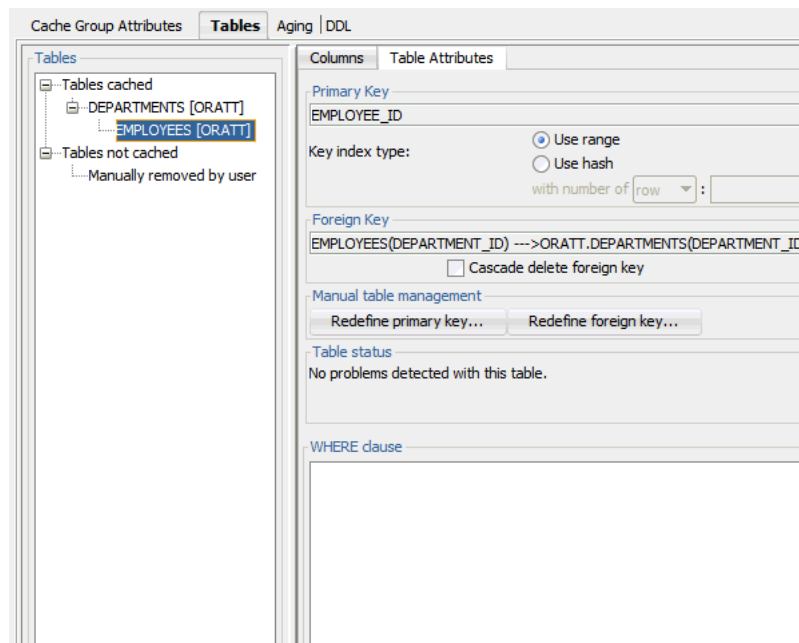 Cache Group Attributes Tables Aging DDL
Tables
Tables cached
DEPARTMENTS [ORATT]
EMPLOYEES [ORATT]
Tables not cached
Manually removed by user
Columns Table Attributes
Primary Key
EMPLOYEE_ID
Key index type:
Use range
Use hash
with number of row :
Foreign Key
EMPLOYEES(DEPARTMENT_ID) --->ORATT.DEPARTMENTS(DEPARTMENT_ID
Cascade delete foreign key
Manual table management
Redefine primary key... Redefine foreign key...
Table status
No problems detected with this table.
WHERE clause